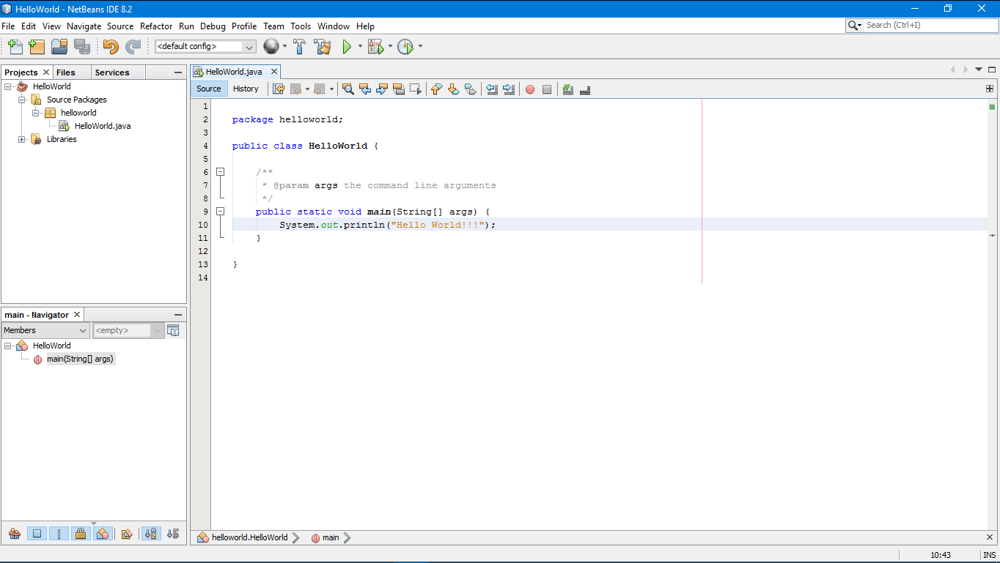 HelloWorld - NetBeans IDE 8.2
File Edit View Navigate Source Refactor Run Debug Profile Team Tools Window Help
Search (Ctrl+I)
<default config>
Projects Files Services
HelloWorld
Source Packages
helloworld
HelloWorld.java
Libraries
main - Navigator
Members <empty>
HelloWorld
main(String[] args)
HelloWorld.java
Source History
1
2 package helloworld;
3
4 public class HelloWorld {
5
6 /**
7 * @param args the command line arguments
8 */
9 public static void main(String[] args) {
10 System.out.println("Hello World!!!");
11 }
12
13 }
14
helloworld.HelloWorld main
10:43 INS